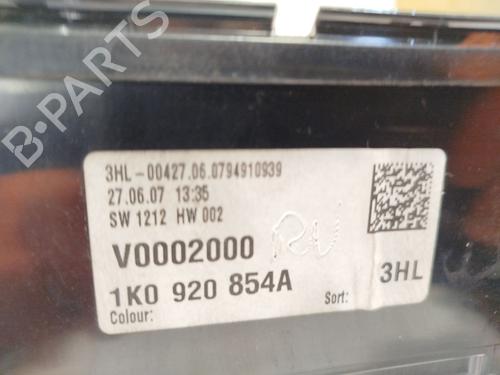 3HL-00427.06.0794910939
27.06.07 13:35
SW 1212 HW 002
V0002000 RU
1K0 920 854A
Colour:
Sort: 3HL
B-PARTS